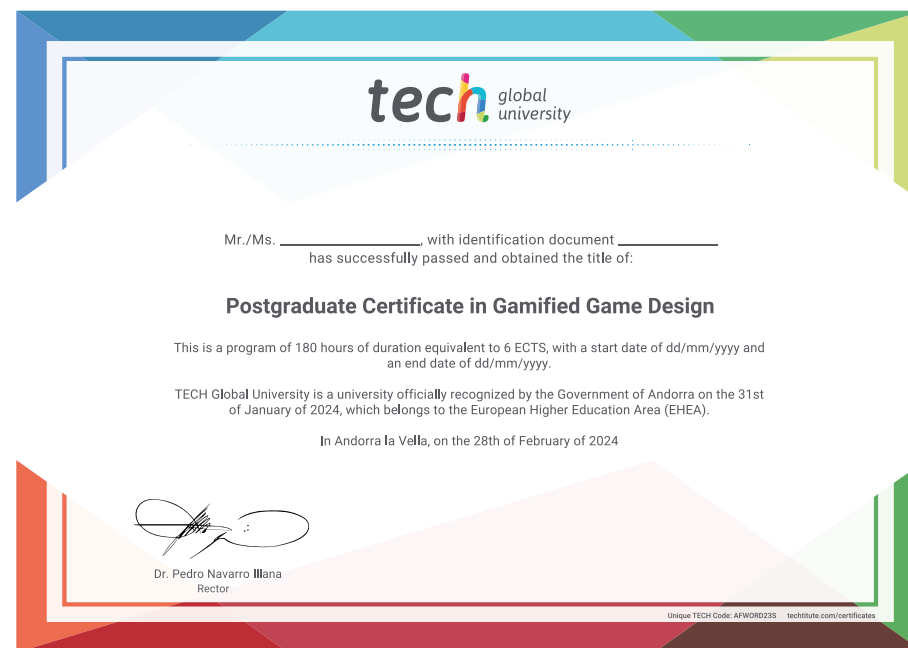 tech global
university
Mr./Ms. ____________________, with identification document ______________
has successfully passed and obtained the title of:
Postgraduate Certificate in Gamified Game Design
This is a program of 180 hours of duration equivalent to 6 ECTS, with a start date of dd/mm/yyyy and
an end date of dd/mm/yyyy.
TECH Global University is a university officially recognized by the Government of Andorra on the 31st
of January of 2024, which belongs to the European Higher Education Area (EHEA).
In Andorra la Vella, on the 28th of February of 2024
Dr. Pedro Navarro Illana
Rector
Unique TECH Code: AFWORD23S techtitute.com/certificates